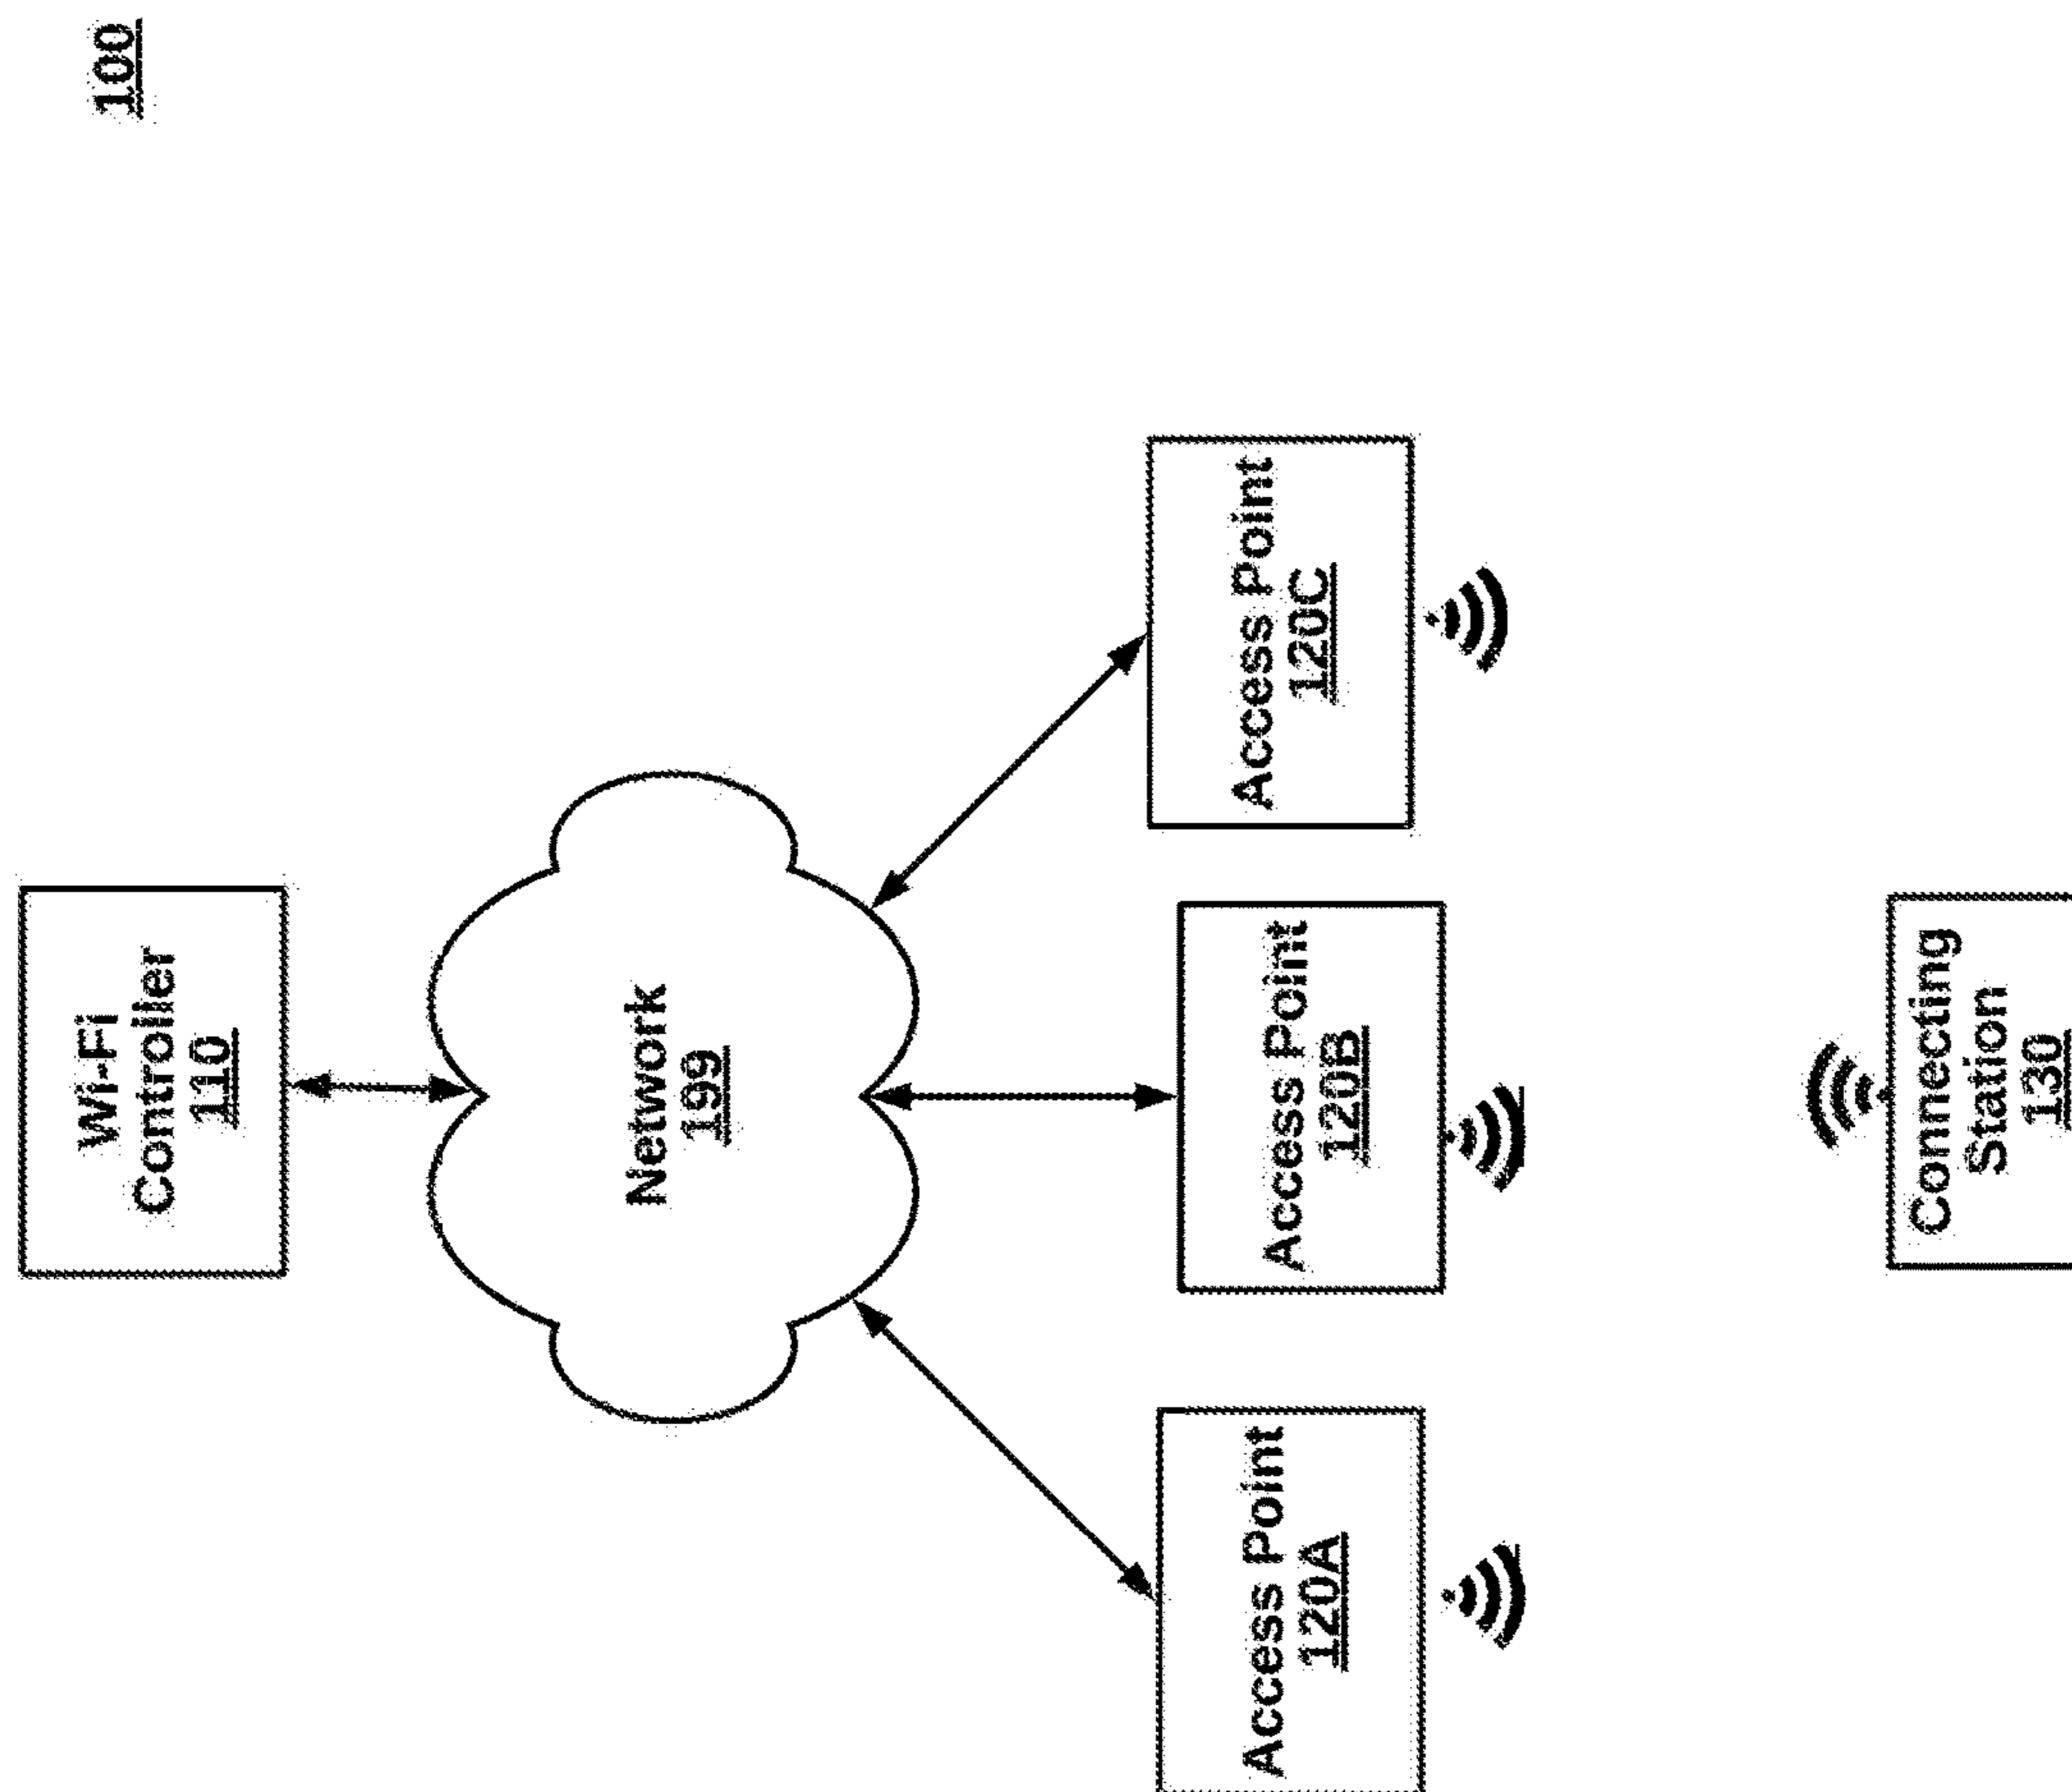 100
Wi-Fi
Controller
110
Network
199
Access Point
120A
Access Point
120B
Access Point
120C
Connecting
Station
130